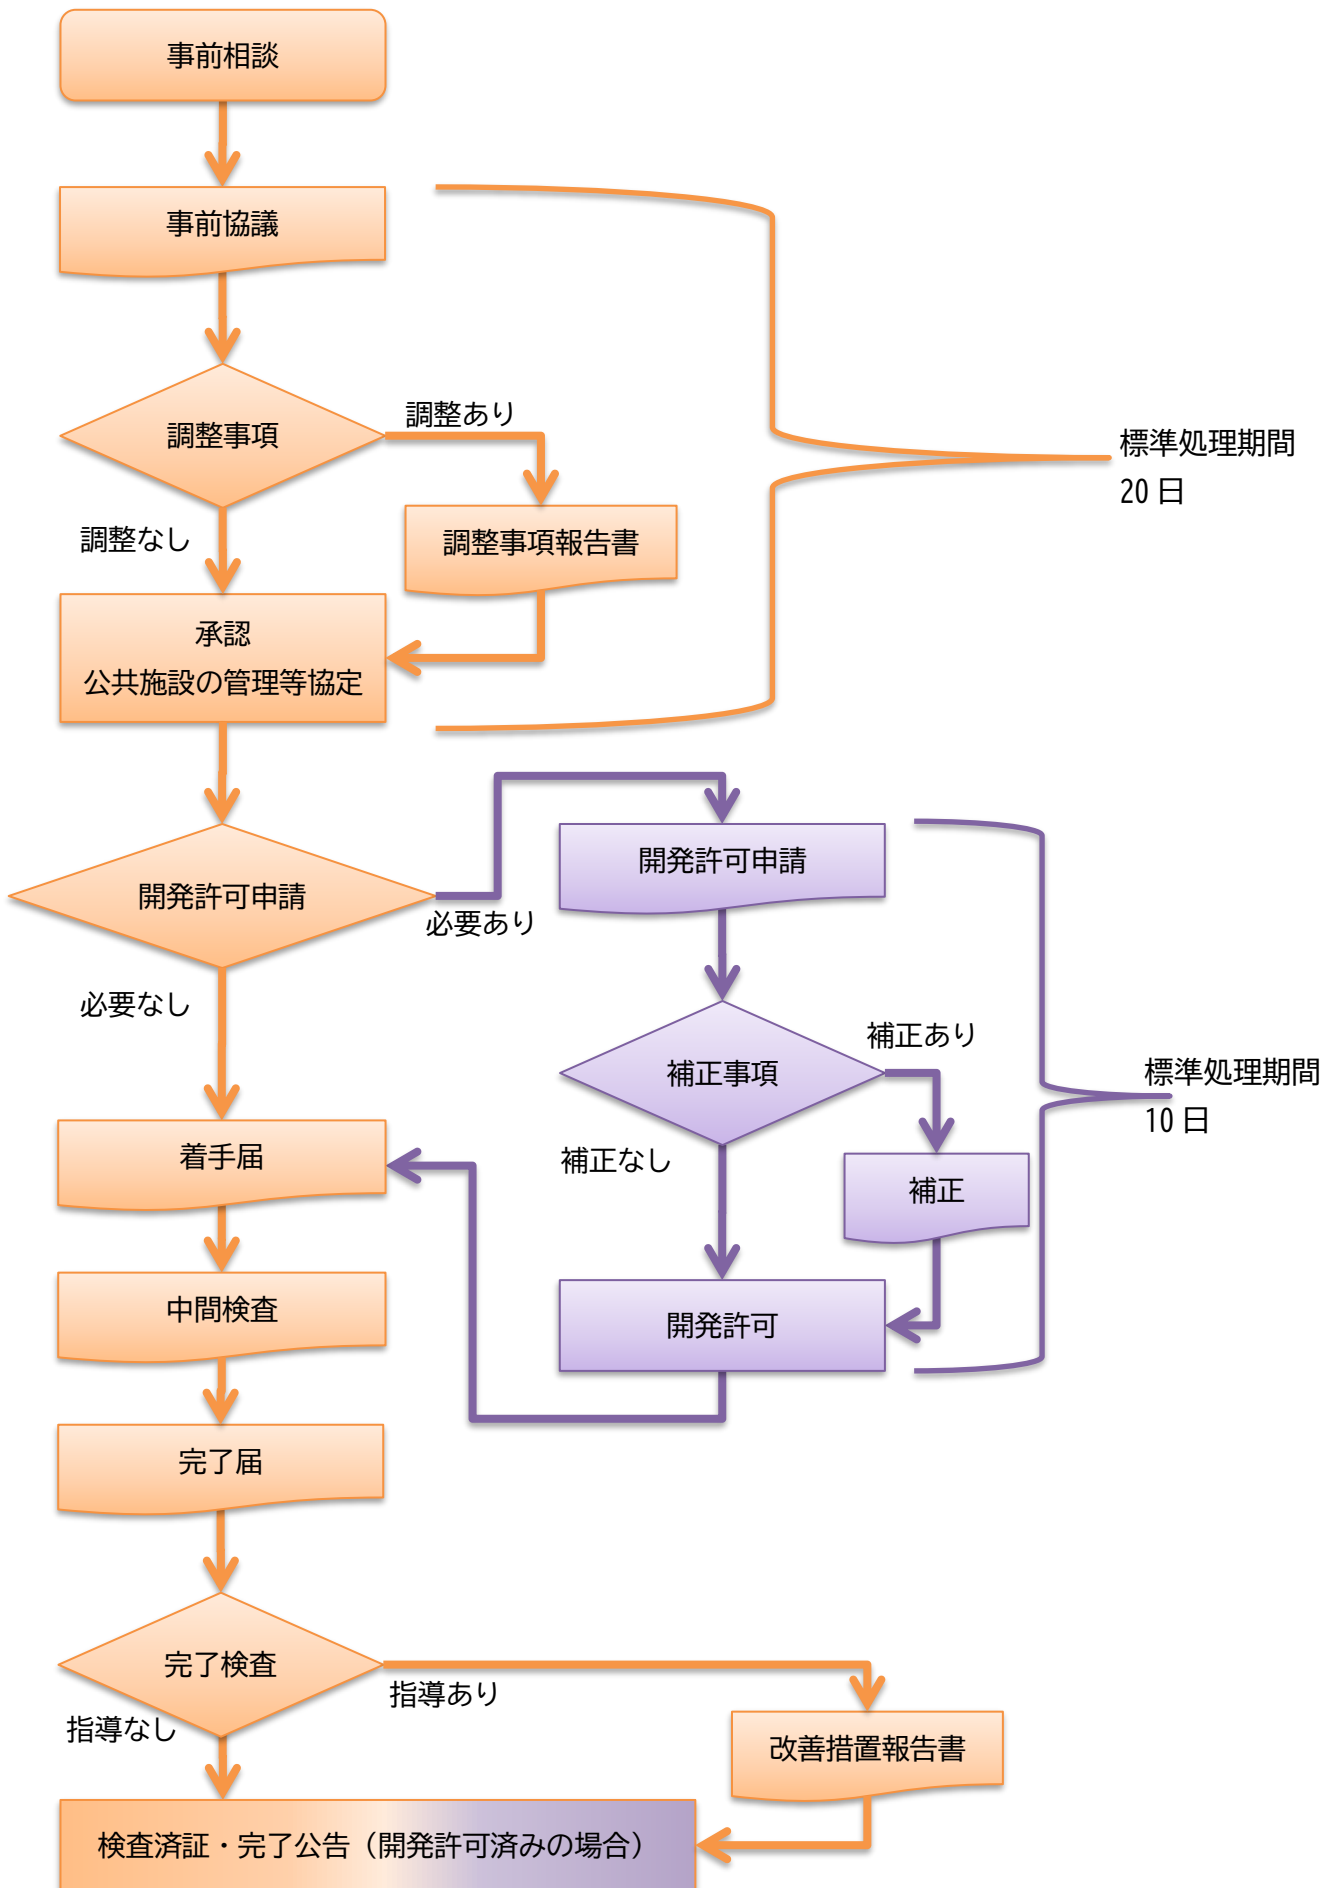 事前相談
事前協議
調整事項
調整あり
標準処理期間
20 日
調整なし
調整事項報告書
承認
公共施設の管理等協定
開発許可申請
必要あり
開発許可申請
必要なし
補正事項
補正あり
標準処理期間
10 日
補正なし
着手届
補正
中間検査
開発許可
完了届
完了検査
指導あり
指導なし
改善措置報告書
検査済証・完了公告（開発許可済みの場合）